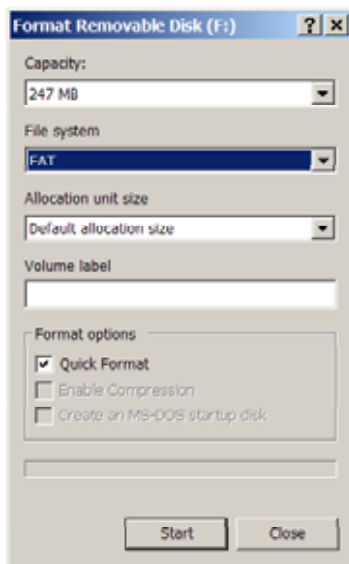 Format Removable Disk (F:)
Capacity:
247 MB
File system
FAT
Allocation unit size
Default allocation size
Volume label
Format options
Quick Format
Enable Compression
Create an MS-DOS startup disk
Start Close